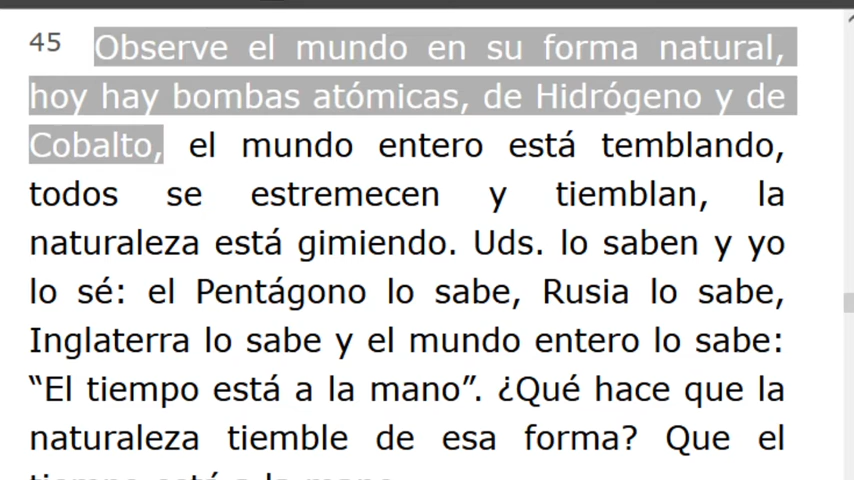 45 Observe el mundo en su forma natural,
hoy hay bombas atómicas, de Hidrógeno y de
Cobalto, el mundo entero está temblando,
todos se estremecen y tiemblan, la
naturaleza está gimiendo. Uds. lo saben y yo
lo sé: el Pentágono lo sabe, Rusia lo sabe,
Inglaterra lo sabe y el mundo entero lo sabe:
“El tiempo está a la mano”. ¿Qué hace que la
naturaleza tiemble de esa forma? Que el